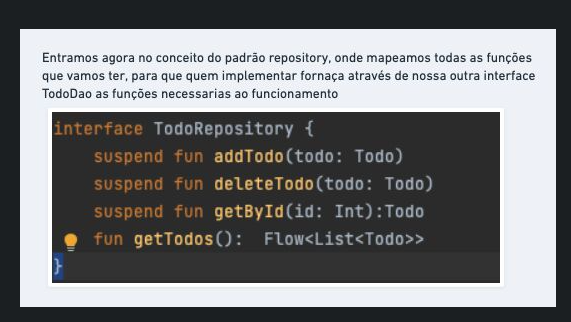 Entramos agora no conceito do padrão repository, onde mapeamos todas as funções
que vamos ter, para que quem implementar fornaça através de nossa outra interface
TodoDao as funções necessarias ao funcionamento
interface TodoRepository {
suspend fun addTodo(todo: Todo)
suspend fun deleteTodo(todo: Todo)
suspend fun getById(id: Int):Todo
fun getTodos():  Flow<List<Todo>>
}